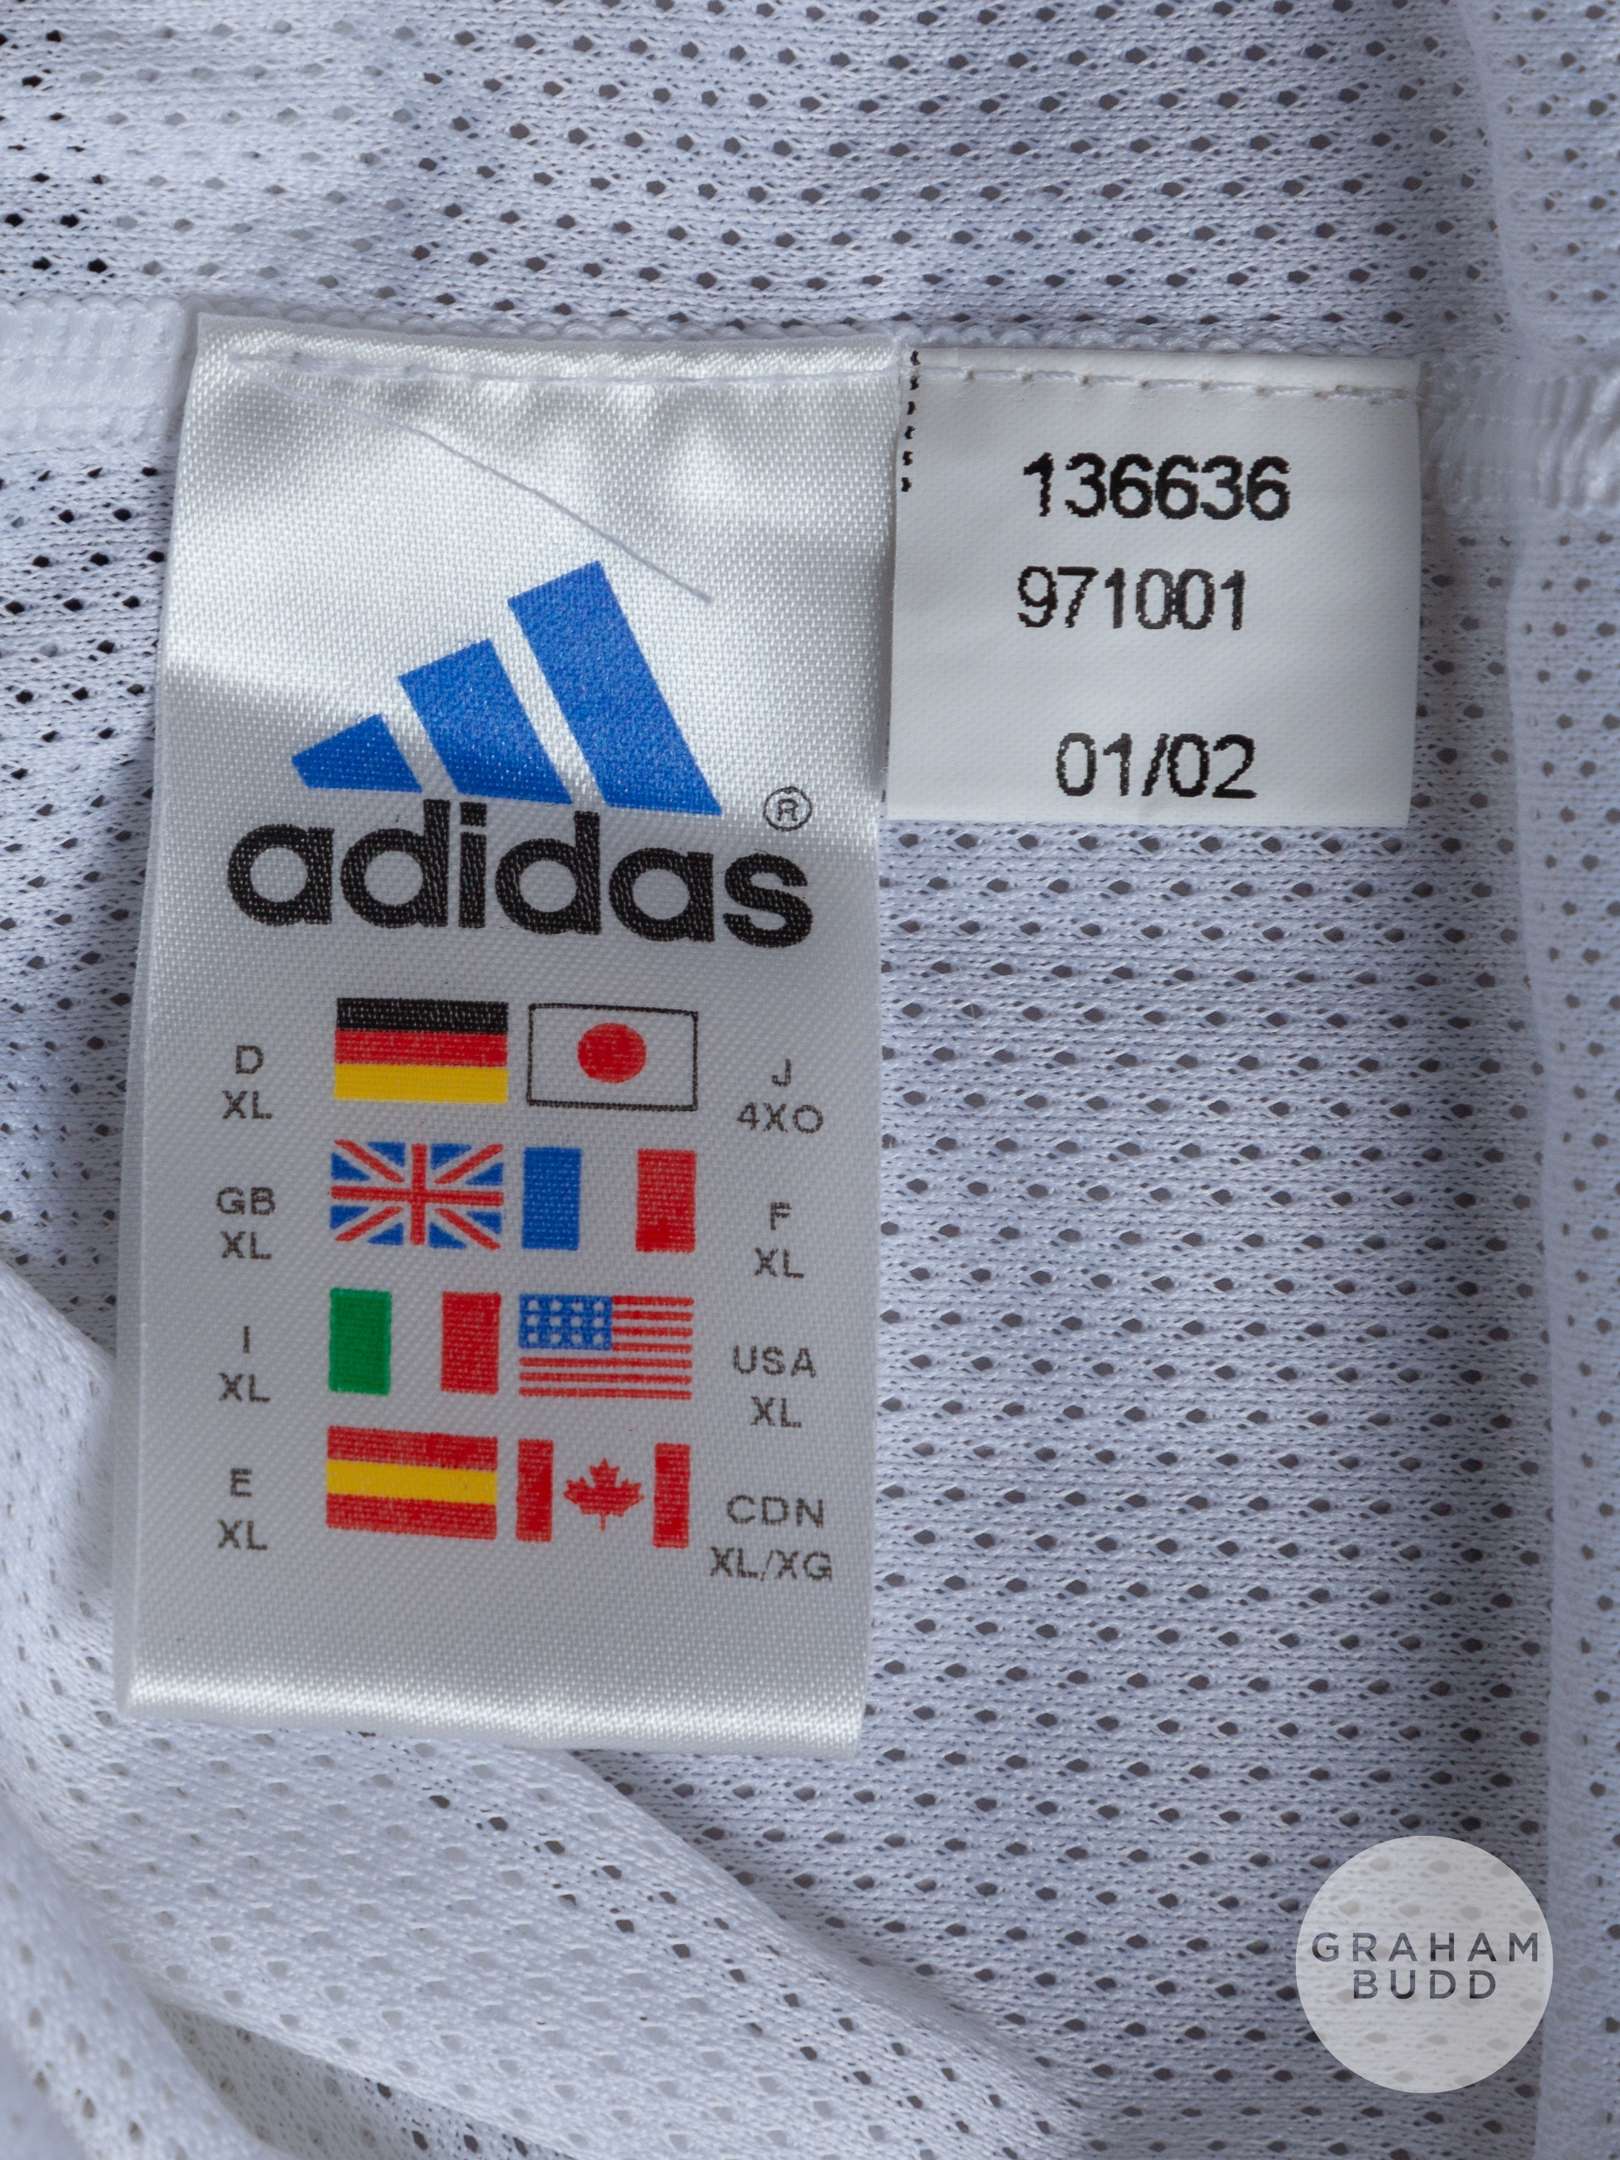 136636
971001
01/02
adidas®
D
XL
J
4XO
GB
XL
F
XL
I
XL
USA
XL
E
XL
CDN
XL/XG
GRAHAM
BUDD